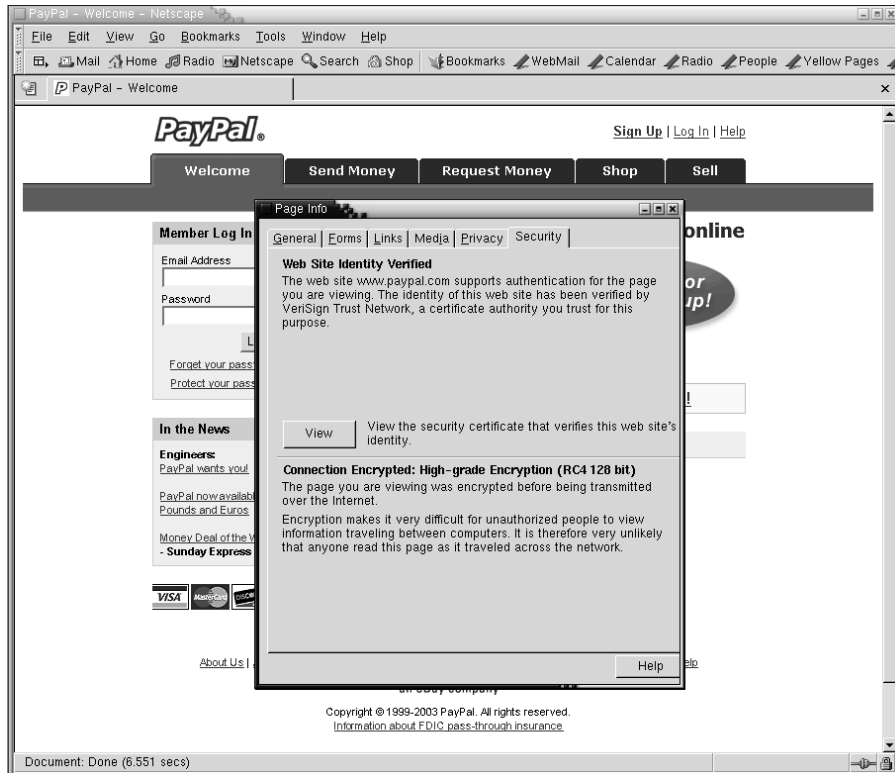 PayPal - Welcome - Netscape
File Edit View Go Bookmarks Tools Window Help
Mail Home Radio Netscape Search Shop Bookmarks WebMail Calendar Radio People Yellow Pages
PayPal - Welcome
PayPal®
Sign Up | Log In | Help
Welcome Send Money Request Money Shop Sell
Member Log In
Email Address
Password
L
Forget your pass
Protect your pass
In the News
Engineers:
PayPal wants you!
PayPal now availabl
Pounds and Euros
Money Deal of the W
- Sunday Express
VISA MasterCard DISC
About Us |
online
or
up!
!
Page Info
General Forms Links Media Privacy Security
Web Site Identity Verified
The web site www.paypal.com supports authentication for the page
you are viewing. The identity of this web site has been verified by
VeriSign Trust Network, a certificate authority you trust for this
purpose.
View
View the security certificate that verifies this web site's
identity.
Connection Encrypted: High-grade Encryption (RC4 128 bit)
The page you are viewing was encrypted before being transmitted
over the Internet.
Encryption makes it very difficult for unauthorized people to view
information traveling between computers. It is therefore very unlikely
that anyone read this page as it traveled across the network.
Help
elp
an eBay company
Copyright © 1999-2003 PayPal. All rights reserved.
Information about FDIC pass-through insurance
Document: Done (6.551 secs)